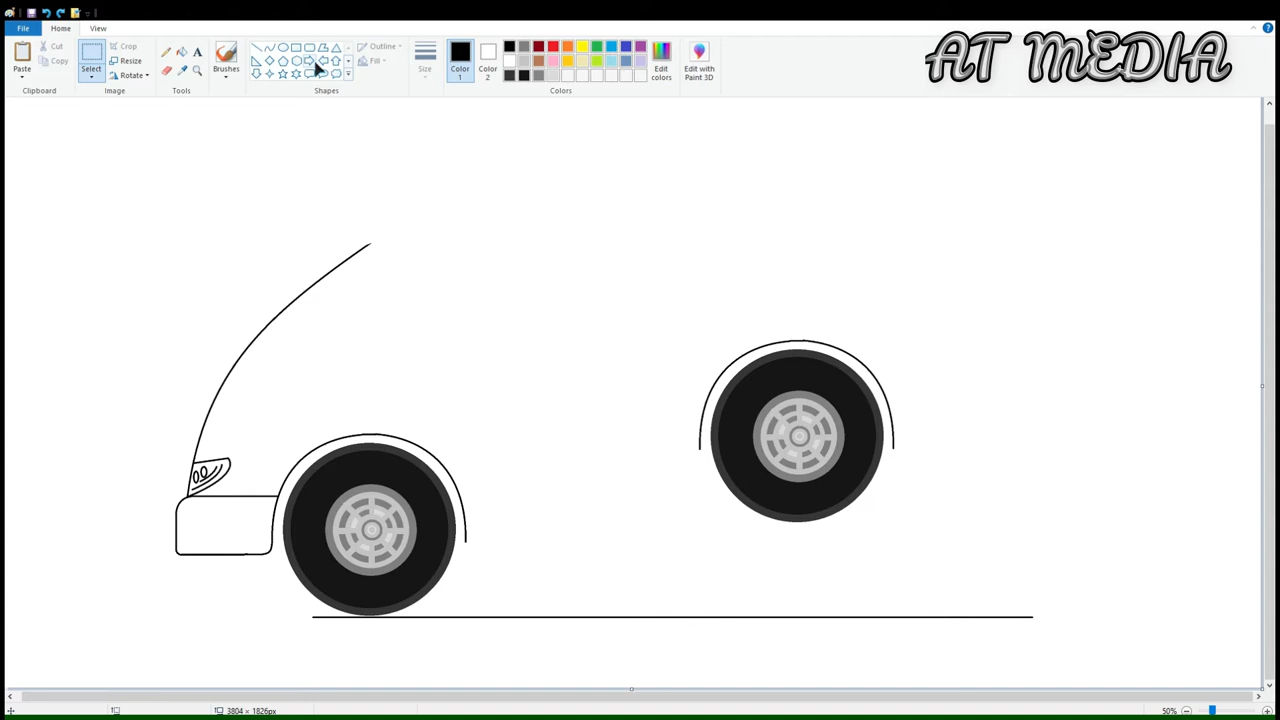 File
Home
View
AT MEDIA
Paste
Cut
Copy
Select
Crop
Resize
Rotate
Brushes
Outline
Fill
Size
Color
1
Color
2
Edit
colors
Edit with
Paint 3D
Clipboard
Image
Tools
Shapes
Colors
3804 × 1826px
50%